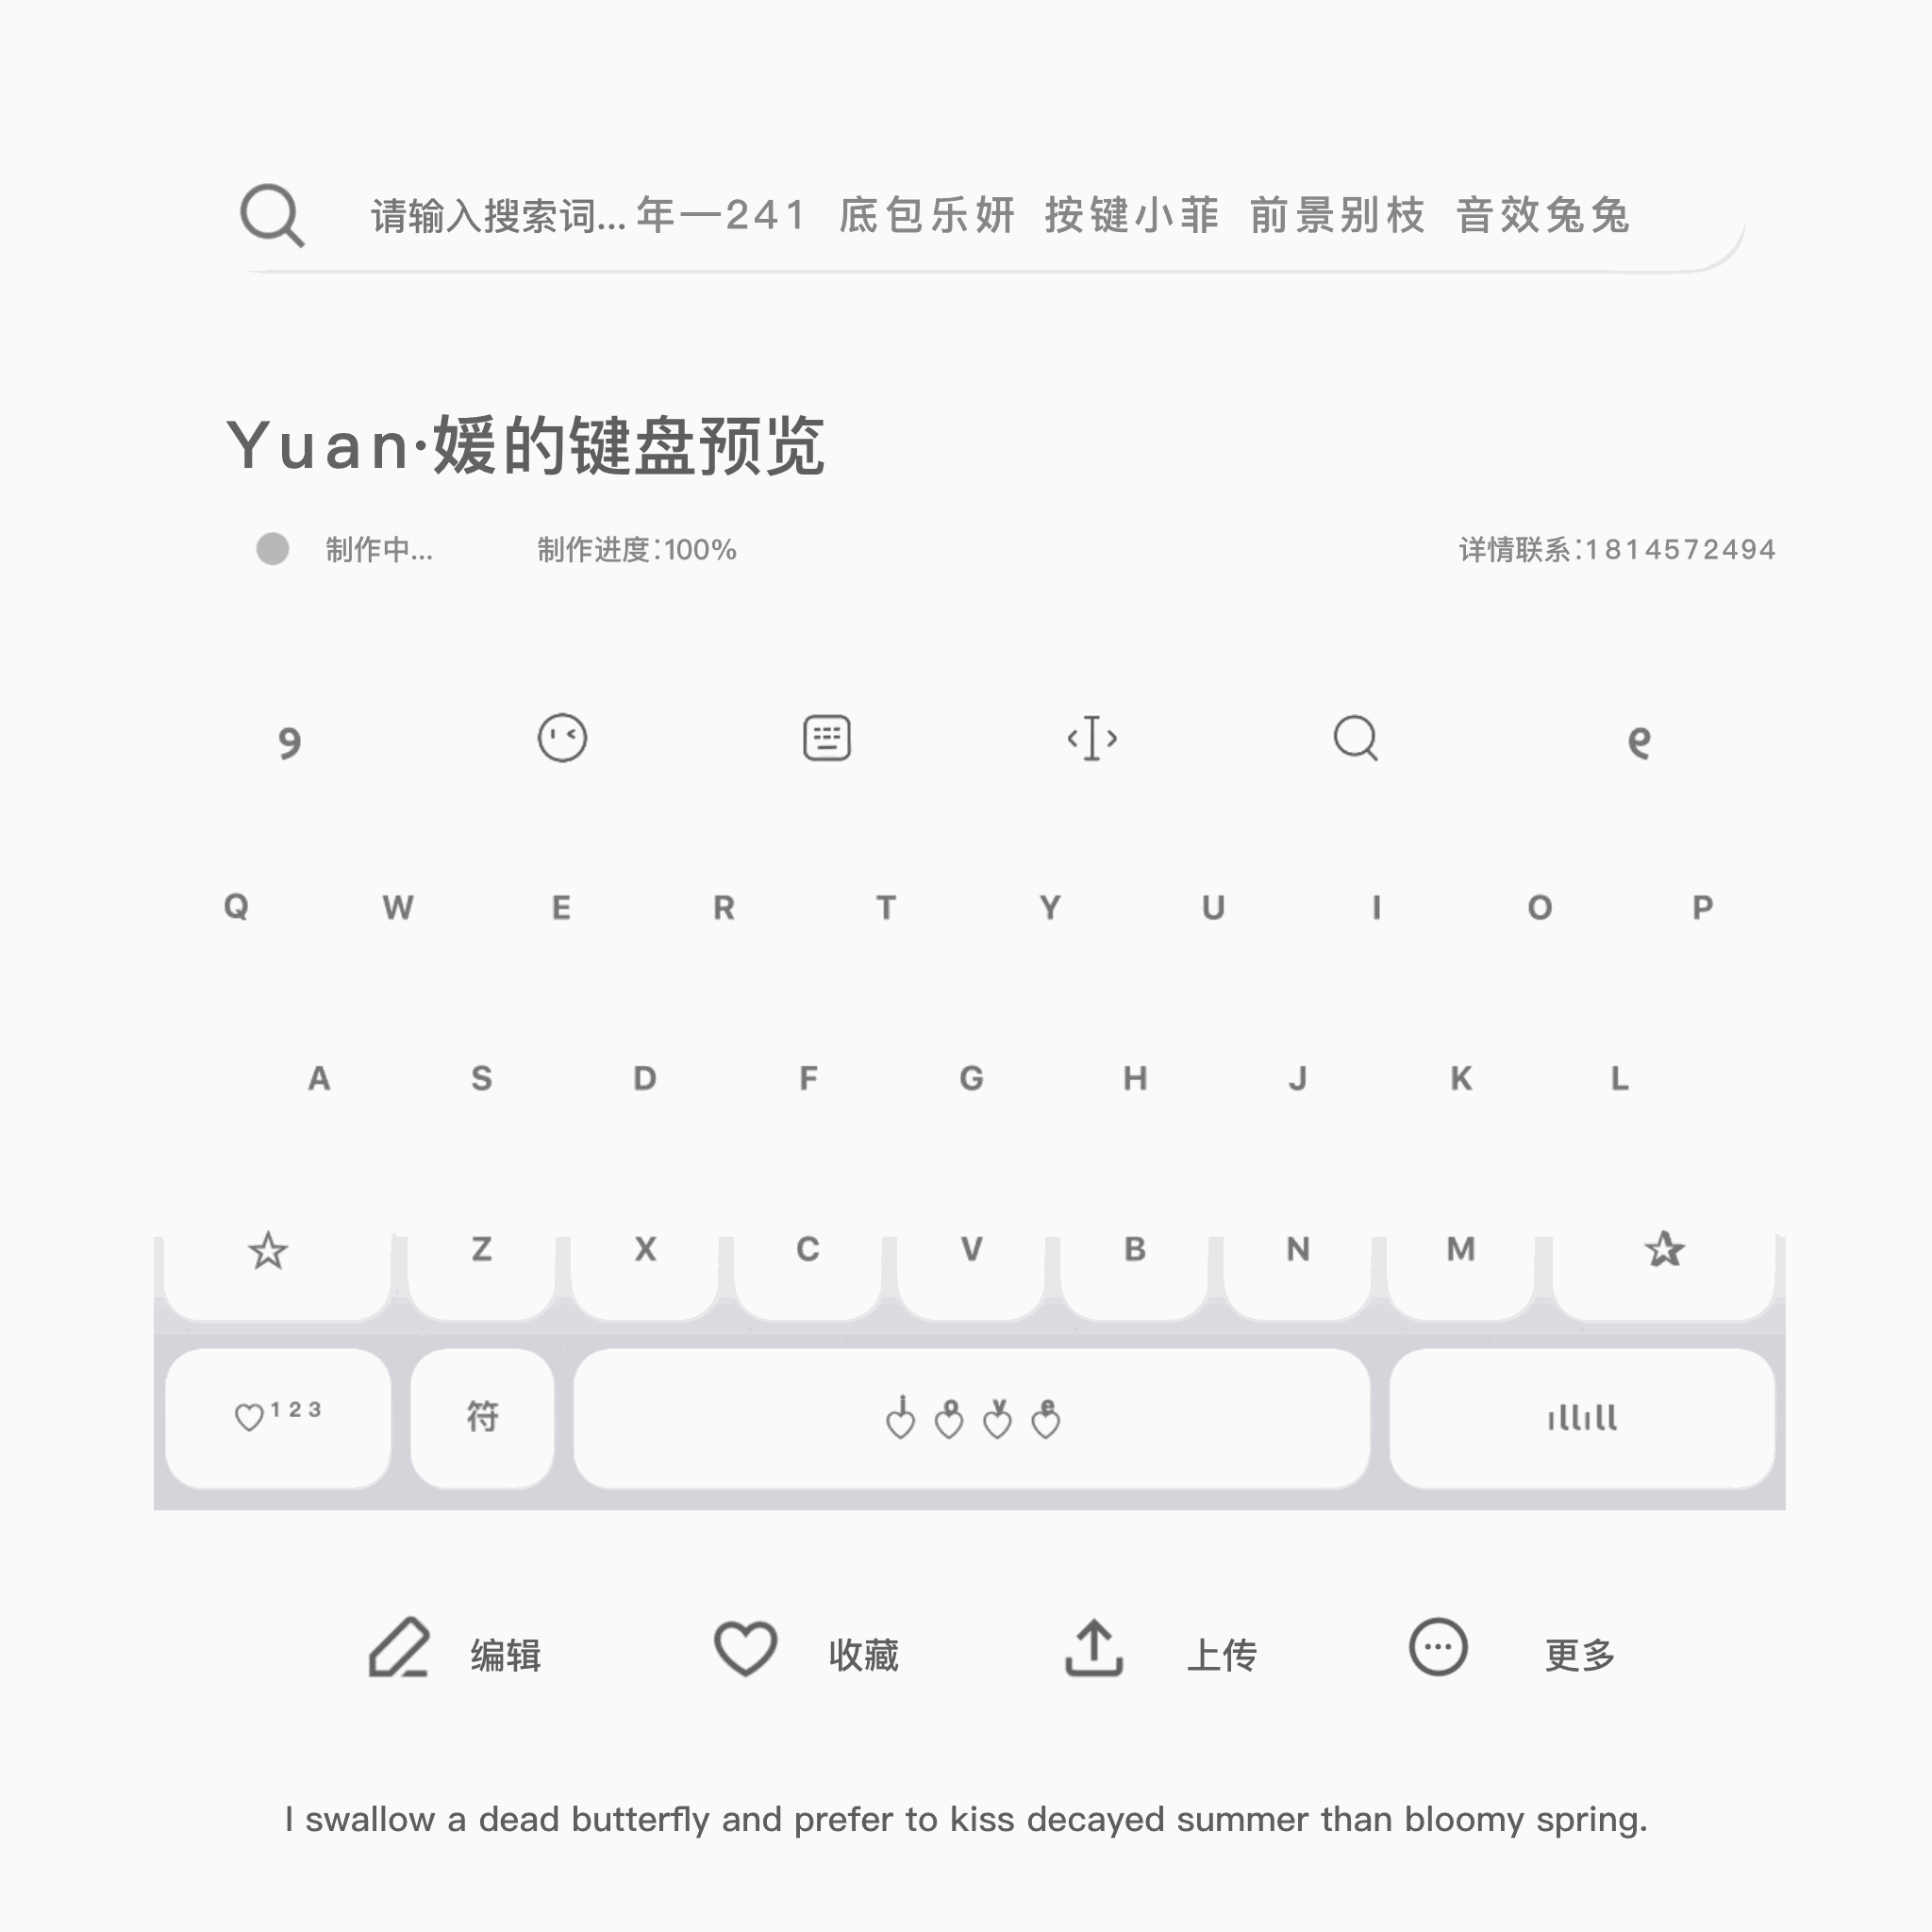 请输入搜索词... 年一241 底包乐妍 按键小菲 前景别枝 音效兔兔
Yuan·媛的键盘预览
制作中... 制作进度:100% 详情联系:1814572494
Q W E R T Y U I O P
A S D F G H J K L
☆ Z X C V B N M
♡¹²³ 符 i o v e ıllıll
编辑 收藏 上传 更多
I swallow a dead butterfly and prefer to kiss decayed summer than bloomy spring.